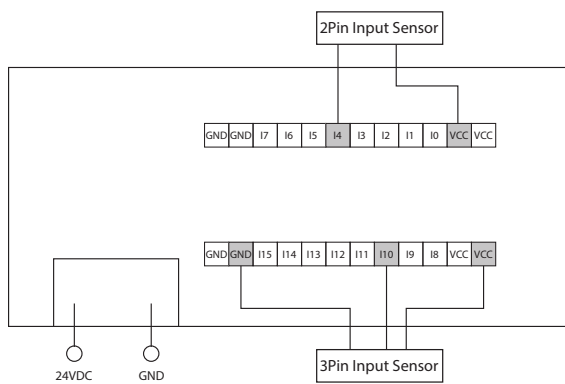 2Pin Input Sensor
GND GND I7 I6 I5 I4 I3 I2 I1 I0 VCC VCC
GND GND I15 I14 I13 I12 I11 I10 I9 I8 VCC VCC
24VDC GND
3Pin Input Sensor